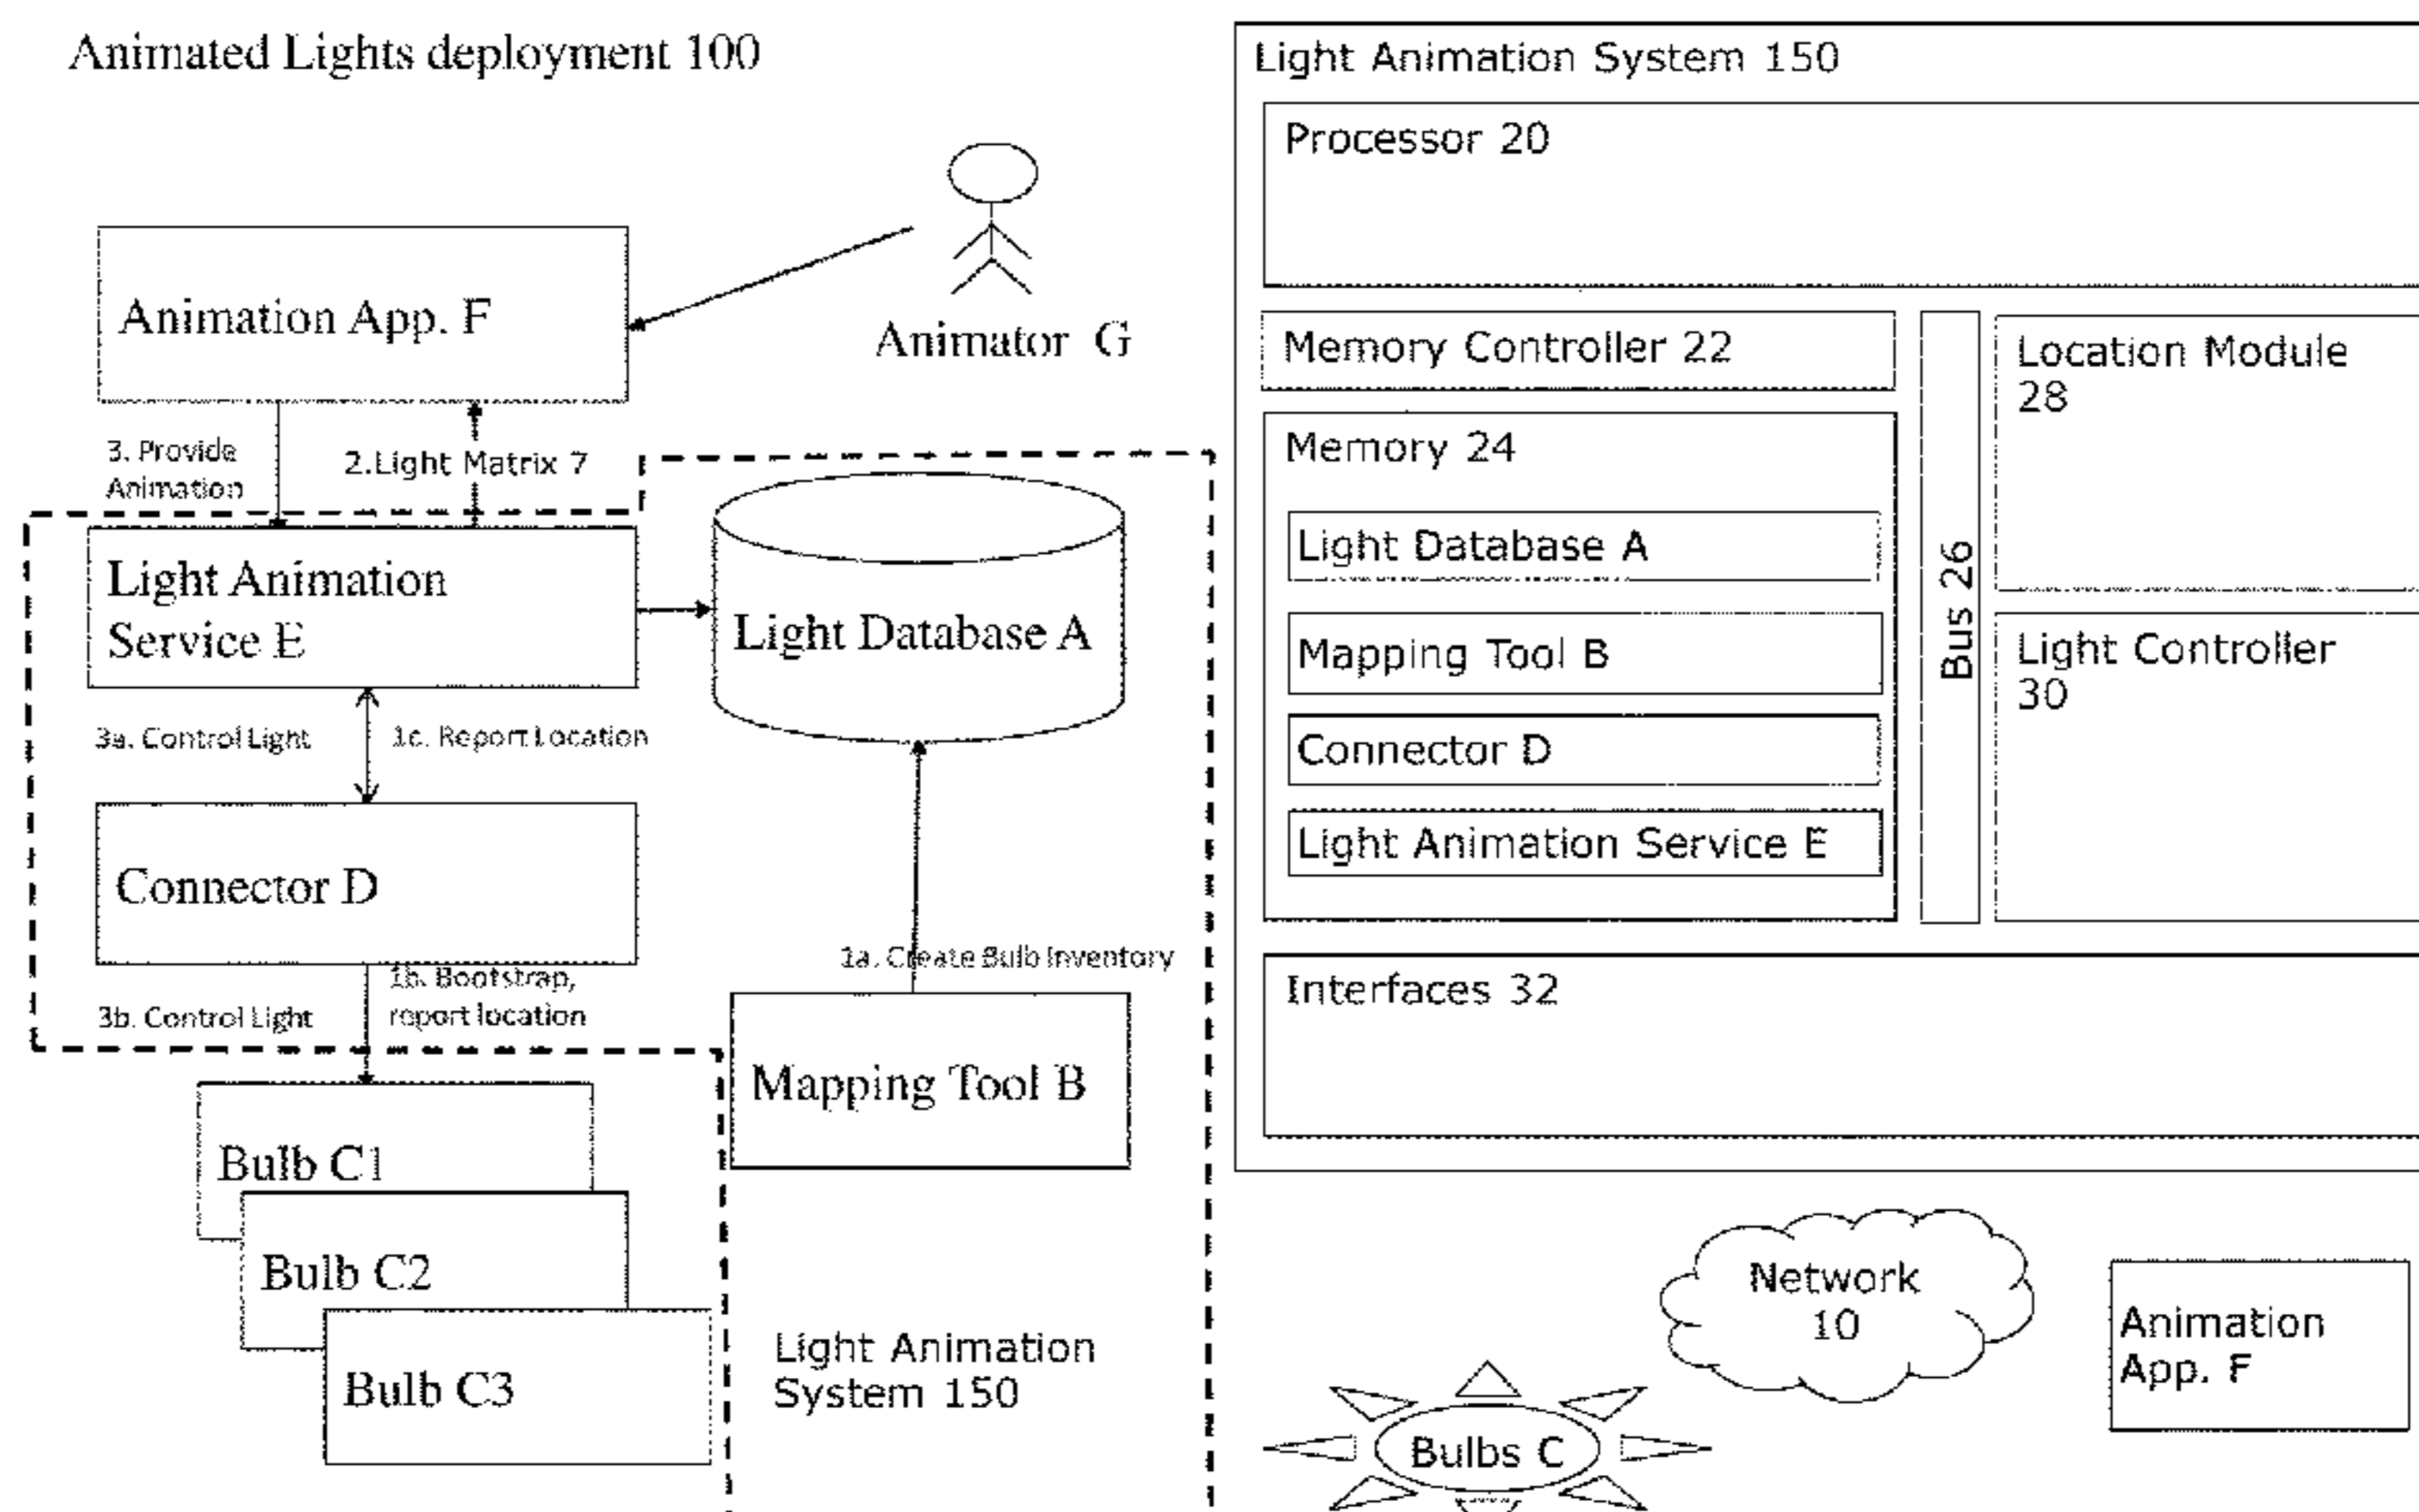 Animated Lights deployment 100
Animation App. F
Animator G
3. Provide
Animation
2.Light Matrix 7
Light Animation
Service E
Light Database A
3a. Control Light
1c. Report Location
Connector D
1b. Bootstrap,
report location
3b. Control Light
1a. Create Bulb Inventory
Mapping Tool B
Bulb C1
Bulb C2
Bulb C3
Light Animation
System 150
Light Animation System 150
Processor 20
Memory Controller 22
Memory 24
Light Database A
Mapping Tool B
Connector D
Light Animation Service E
Bus 26
Location Module
28
Light Controller
30
Interfaces 32
Network
10
Animation
App. F
Bulbs C